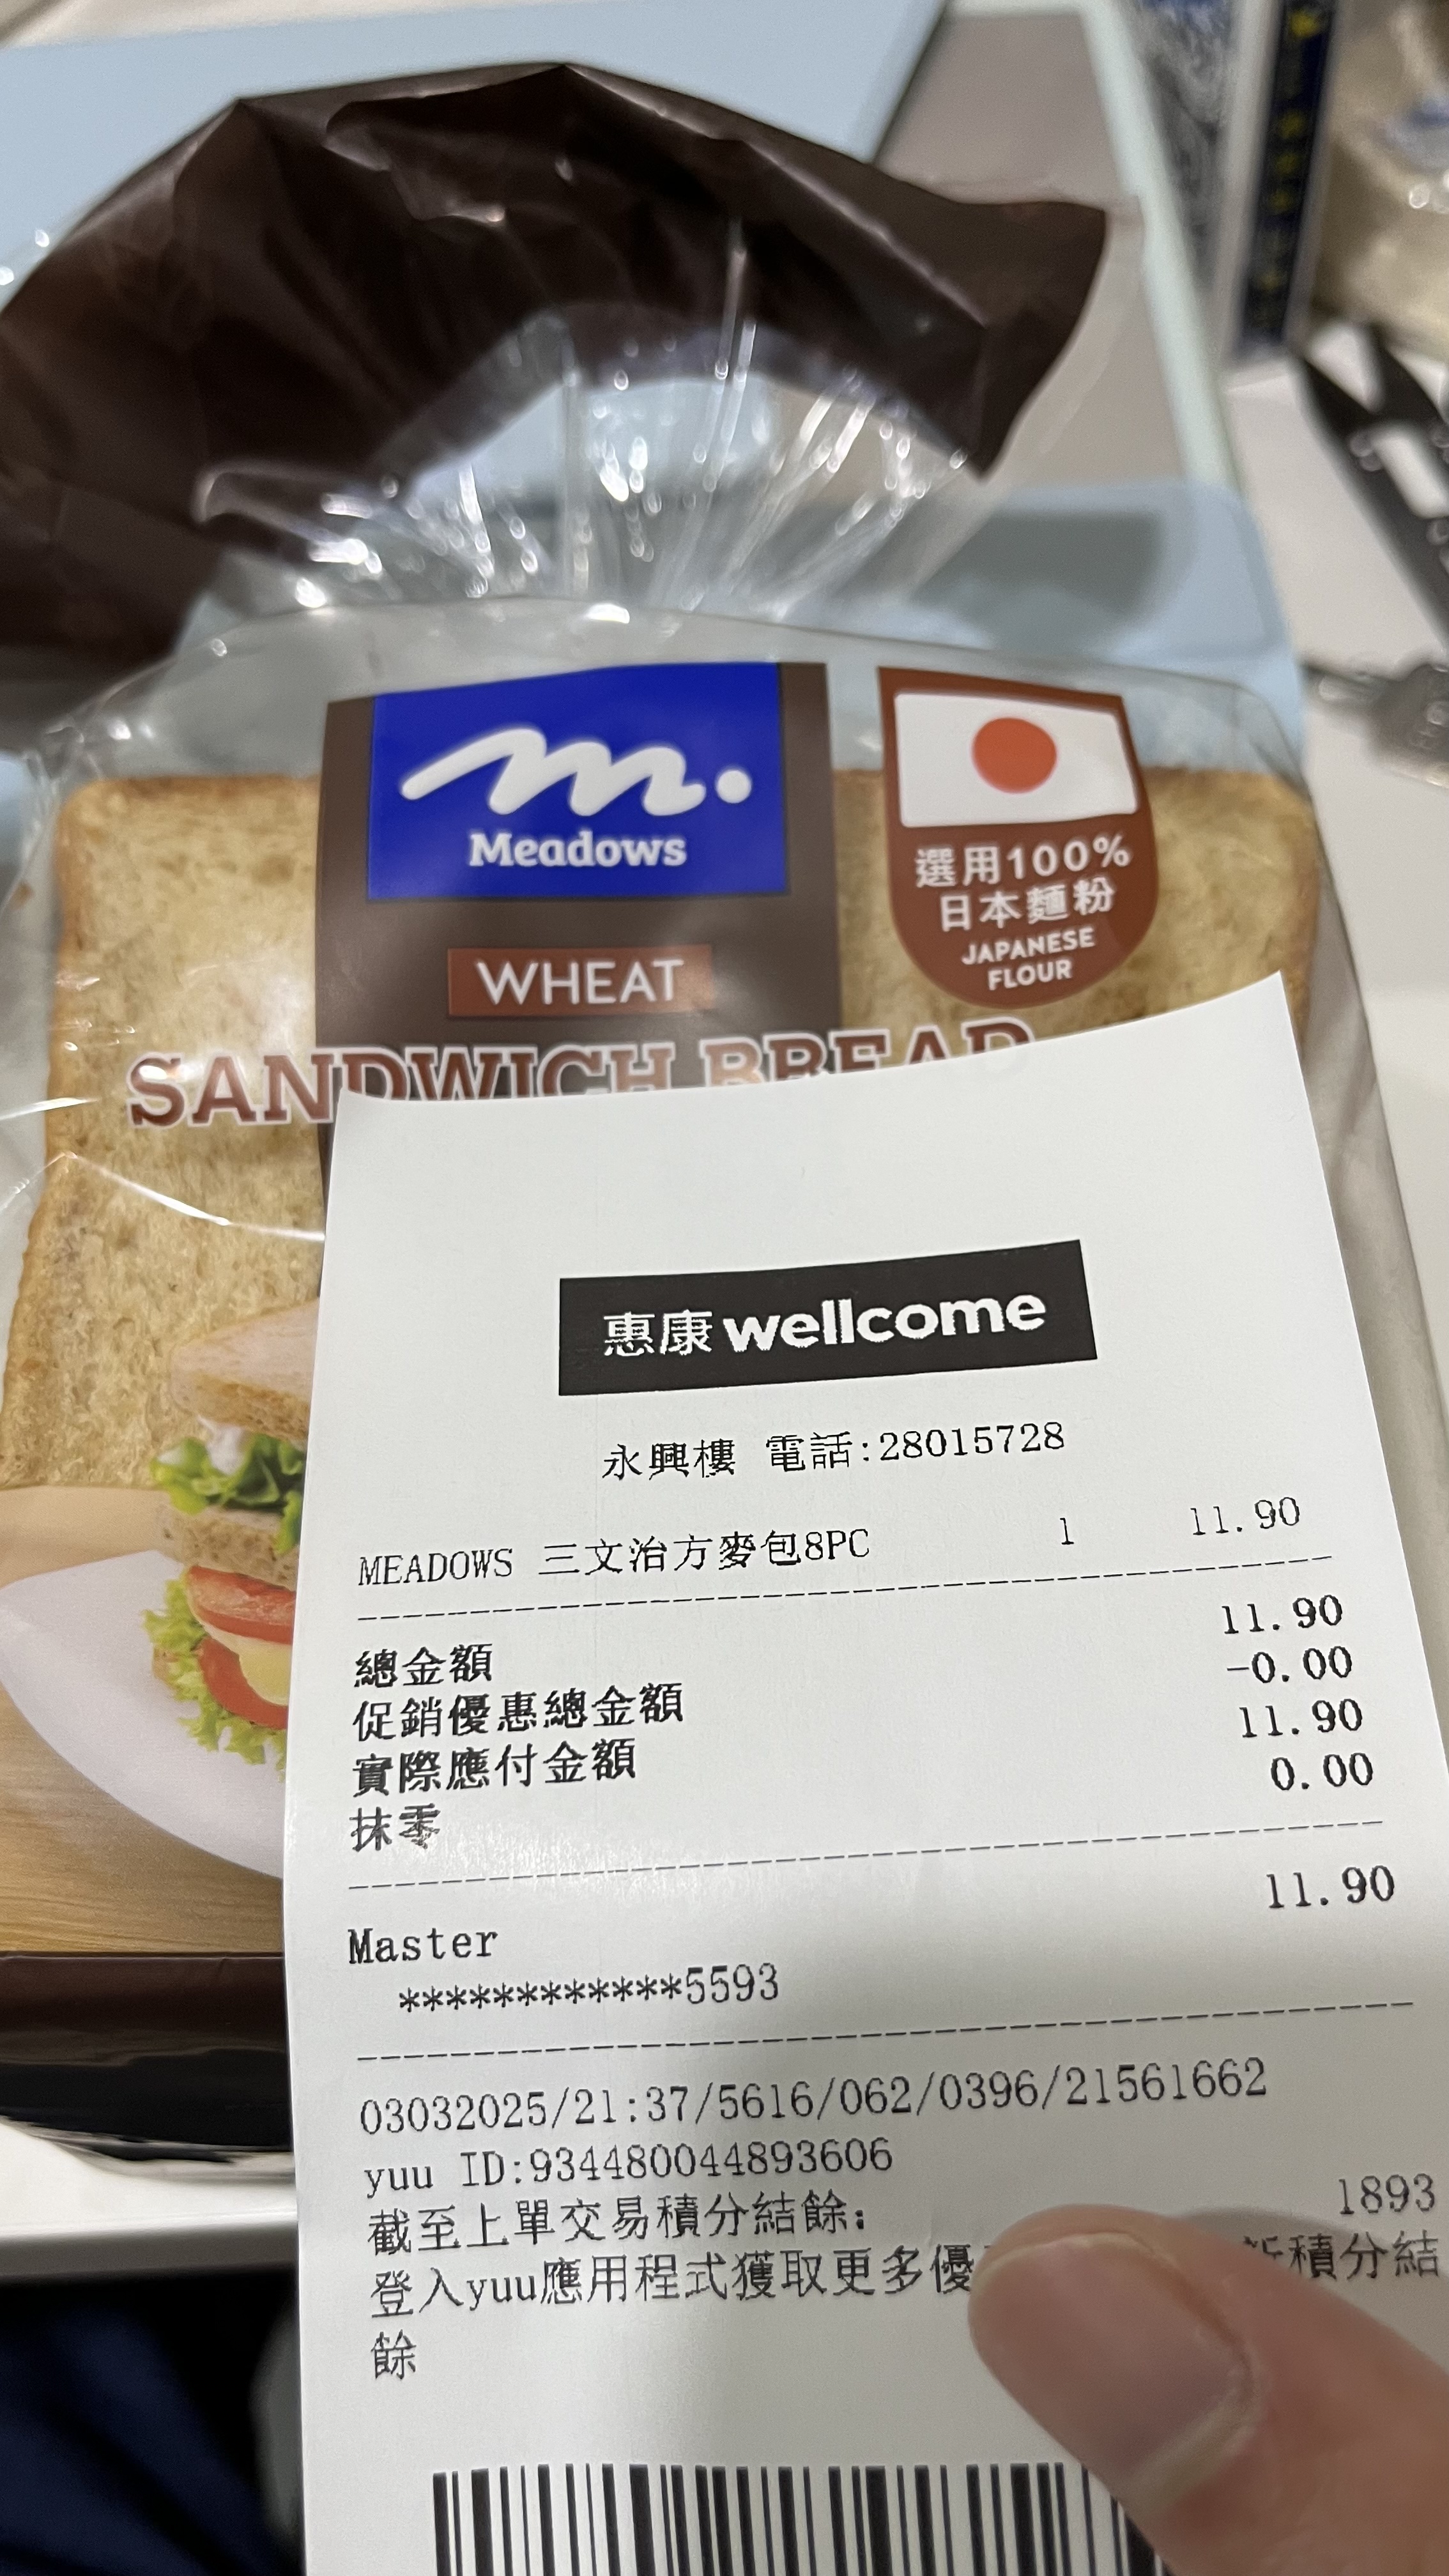 m.
Meadows
WHEAT
SANDWICH BREAD
選用100%
日本麵粉
JAPANESE
FLOUR
惠康 wellcome
永興樓 電話:28015728
MEADOWS 三文治方麥包8PC 1 11.90
總金額 11.90
促銷優惠總金額 -0.00
實際應付金額 11.90
抹零 0.00
Master 11.90
************5593
03032025/21:37/5616/062/0396/21561662
yuu ID:934480044893606
截至上單交易積分結餘: 1893
登入yuu應用程式獲取更多優 積分結
餘